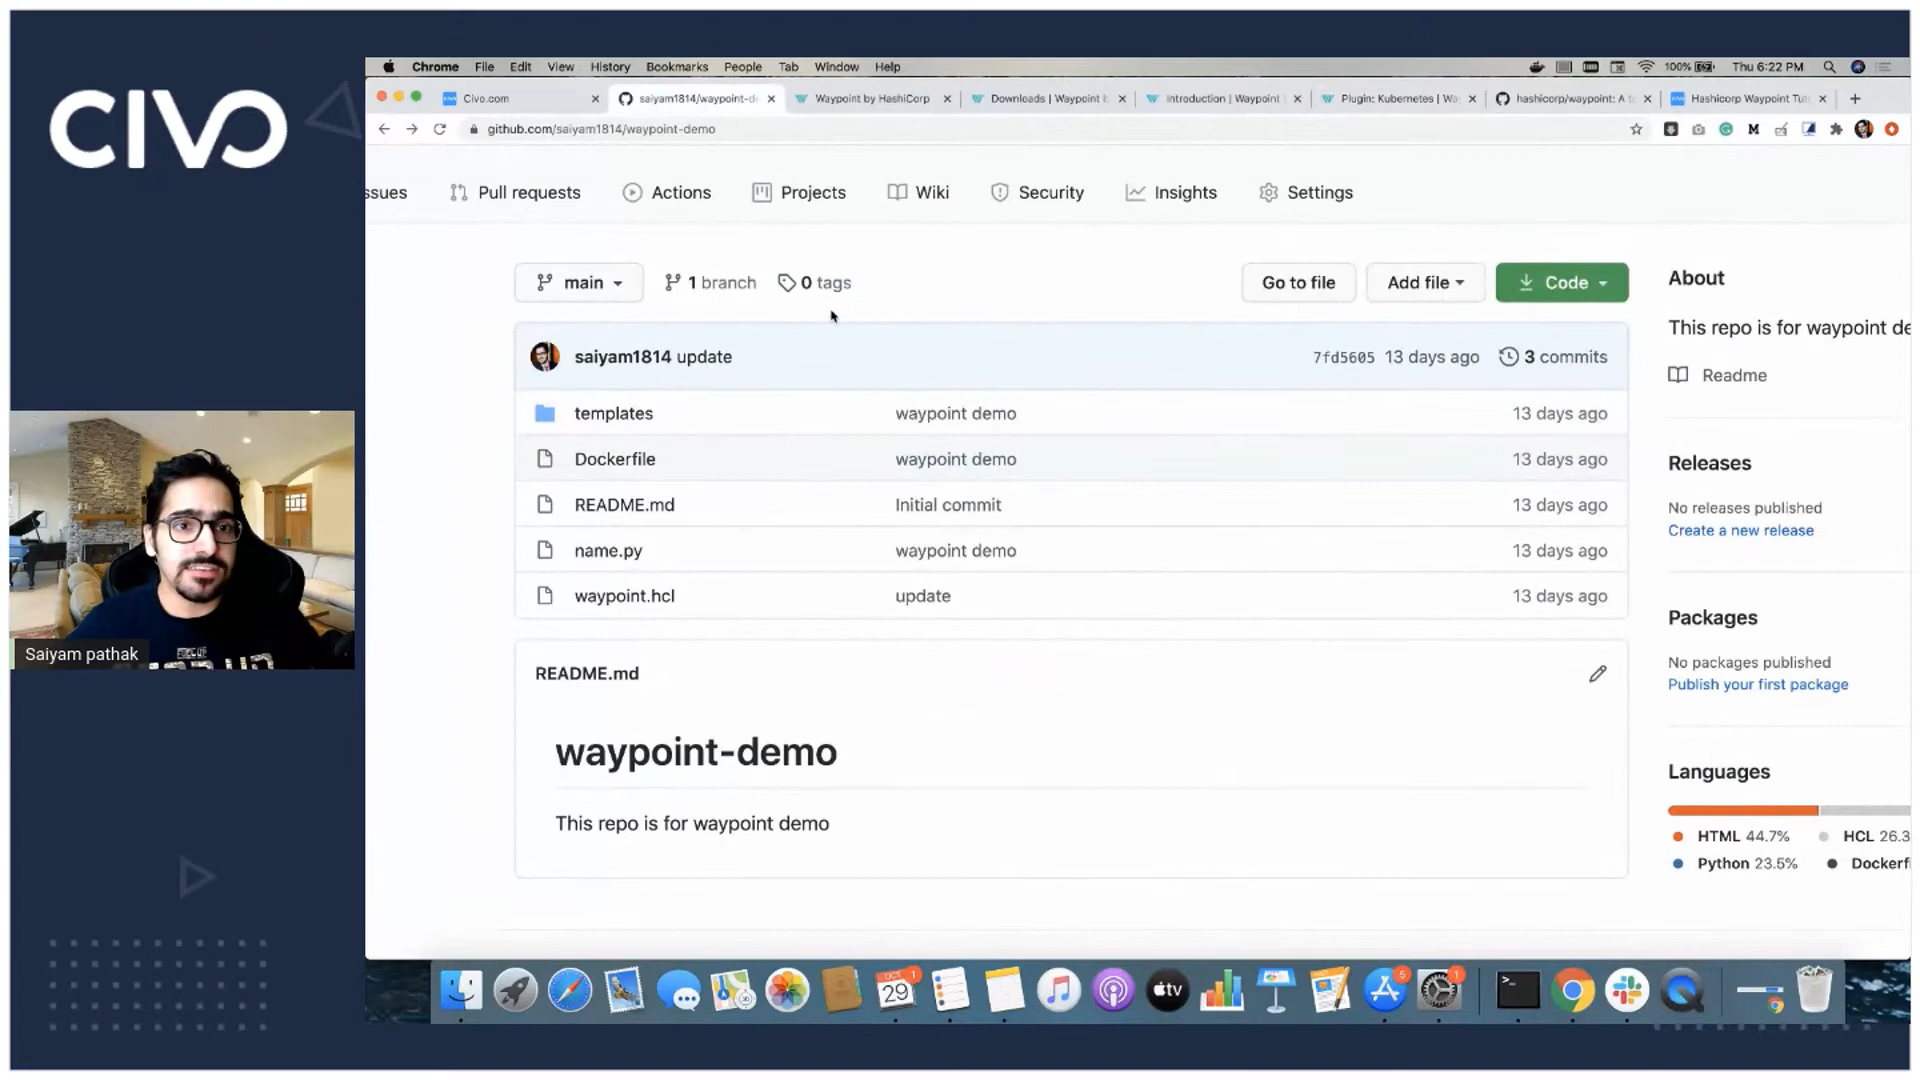 CIVO
Chrome File Edit View History Bookmarks People Tab Window Help
100% Thu 6:22 PM
Civo.com
saiyam1814/waypoint-d
Waypoint by HashiCorp
Downloads | Waypoint b
Introduction | Waypoint
Plugin: Kubernetes | Wa
hashicorp/waypoint: A t
Hashicorp Waypoint Tut
github.com/saiyam1814/waypoint-demo
M
ssues Pull requests Actions Projects Wiki Security Insights Settings
main 1 branch 0 tags Go to file Add file Code
saiyam1814 update 7fd5605 13 days ago 3 commits
templates waypoint demo 13 days ago
Dockerfile waypoint demo 13 days ago
README.md Initial commit 13 days ago
name.py waypoint demo 13 days ago
waypoint.hcl update 13 days ago
README.md
waypoint-demo
This repo is for waypoint demo
About
This repo is for waypoint de
Readme
Releases
No releases published
Create a new release
Packages
No packages published
Publish your first package
Languages
HTML 44.7% HCL 26.3
Python 23.5% Dockerf
Saiyam pathak
OCT 1
29
tv
5
1